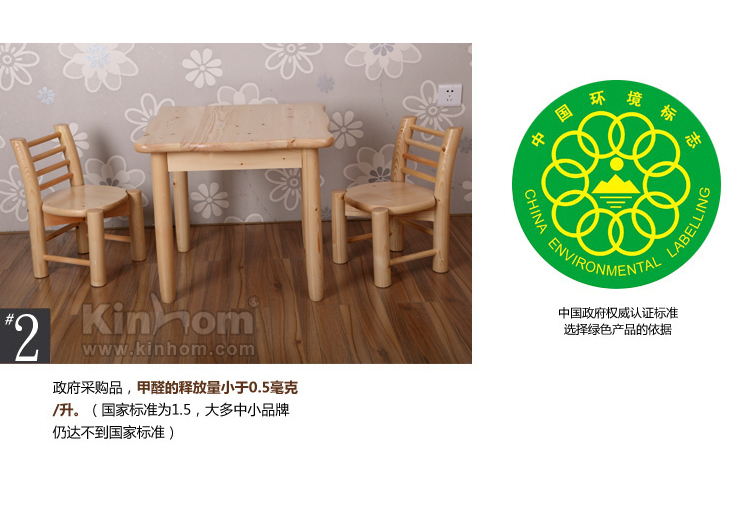 中国环境标志
CHINA ENVIRONMENTAL LABELLING
中国政府权威认证标准
选择绿色产品的依据
#2
Kinhom®
www.kinhom.com
政府采购品，甲醛的释放量小于0.5毫克
/升。（国家标准为1.5，大多中小品牌
仍达不到国家标准）